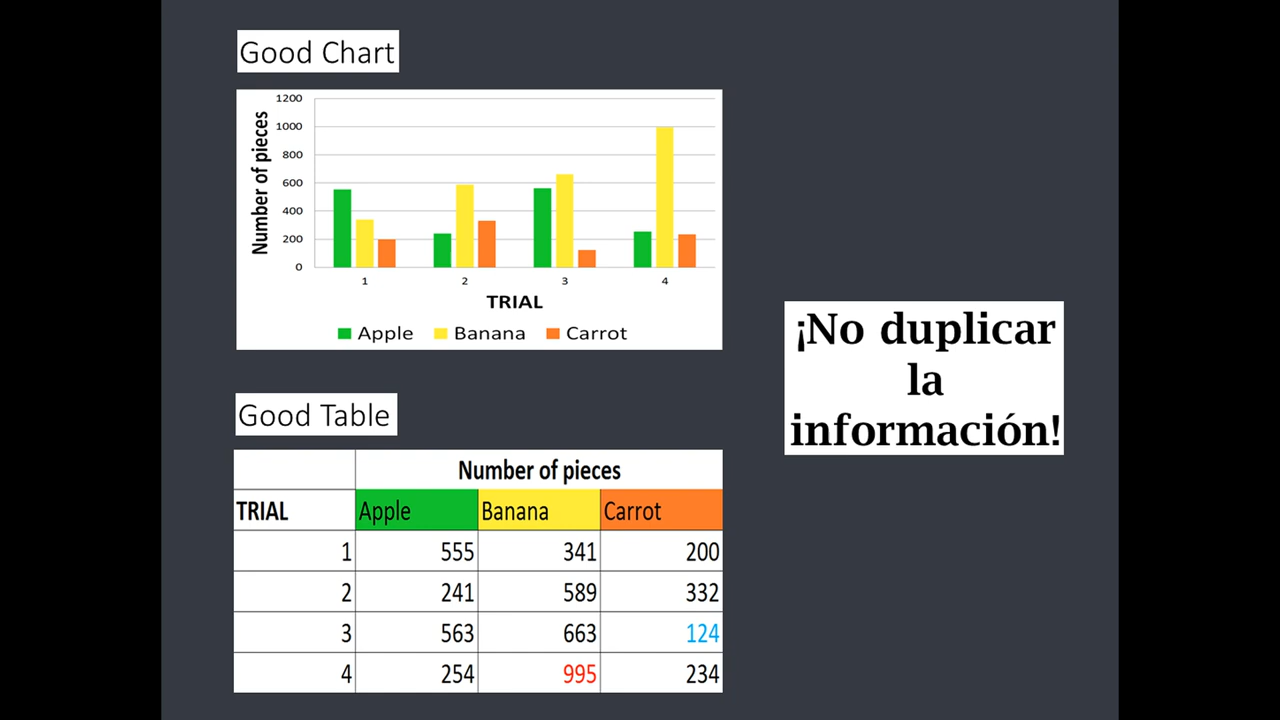 Good Chart
Number of pieces
1200
1000
800
600
400
200
0
1 2 3 4
TRIAL
Apple Banana Carrot
¡No duplicar
la
información!
Good Table
Number of pieces
TRIAL Apple Banana Carrot
1 555 341 200
2 241 589 332
3 563 663 124
4 254 995 234